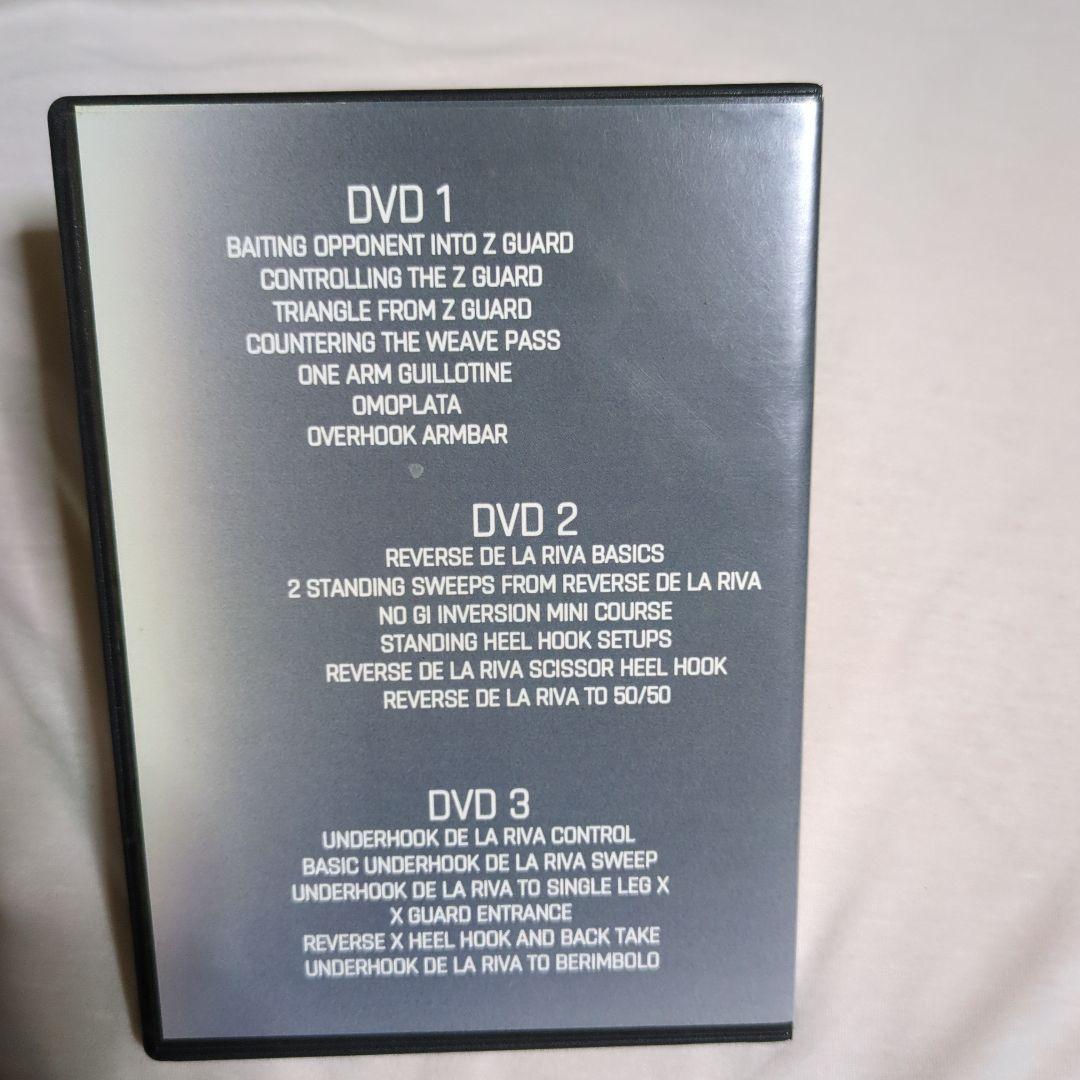 DVD 1
BAITING OPPONENT INTO Z GUARD
CONTROLLING THE Z GUARD
TRIANGLE FROM Z GUARD
COUNTERING THE WEAVE PASS
ONE ARM GUILLOTINE
OMOPLATA
OVERHOOK ARMBAR
DVD 2
REVERSE DE LA RIVA BASICS
2 STANDING SWEEPS FROM REVERSE DE LA RIVA
NO GI INVERSION MINI COURSE
STANDING HEEL HOOK SETUPS
REVERSE DE LA RIVA SCISSOR HEEL HOOK
REVERSE DE LA RIVA TO 50/50
DVD 3
UNDERHOOK DE LA RIVA CONTROL
BASIC UNDERHOOK DE LA RIVA SWEEP
UNDERHOOK DE LA RIVA TO SINGLE LEG X
X GUARD ENTRANCE
REVERSE X HEEL HOOK AND BACK TAKE
UNDERHOOK DE LA RIVA TO BERIMBOLO